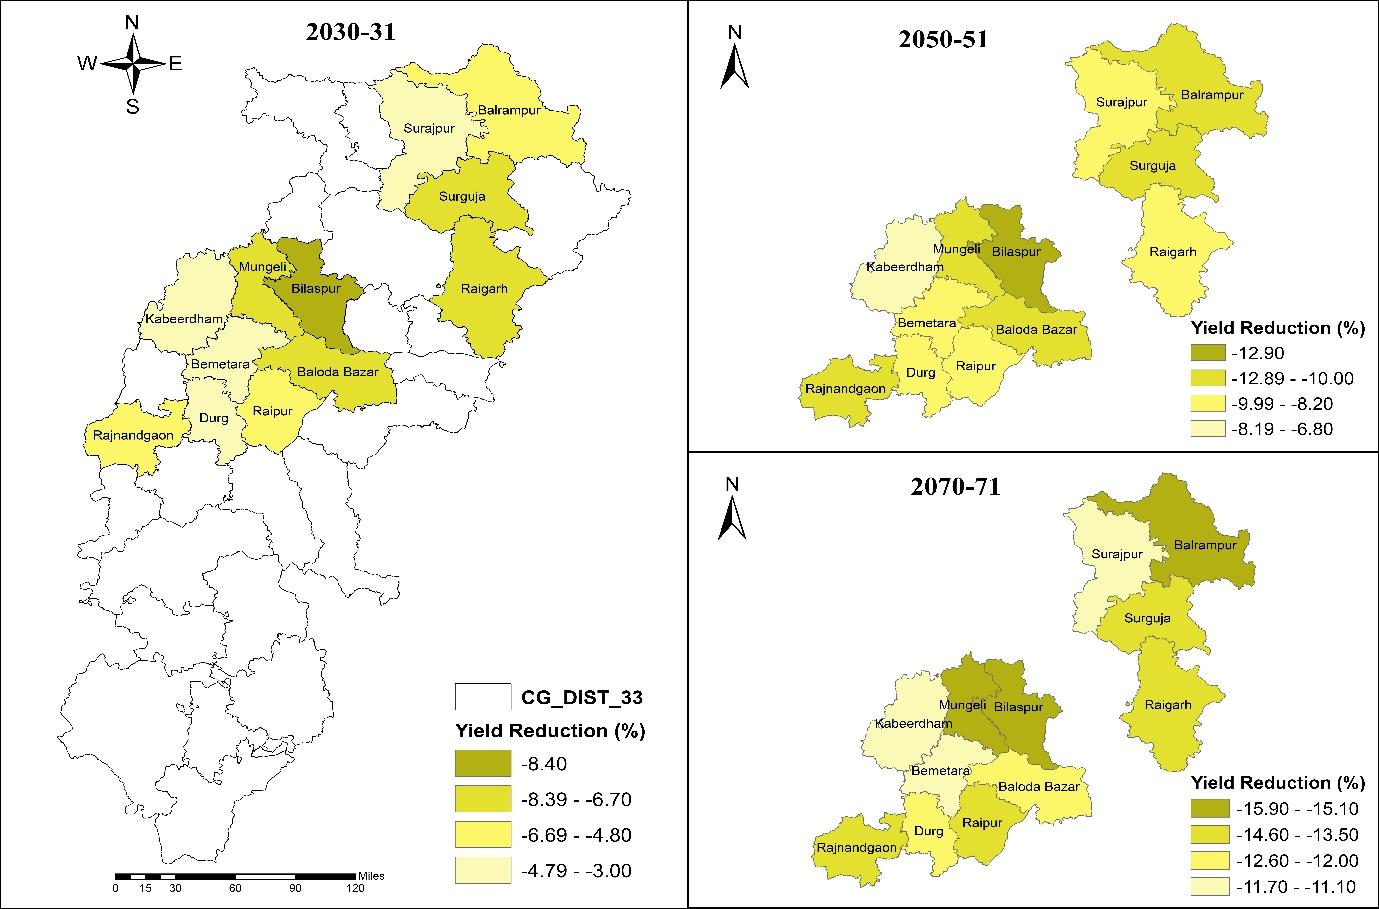 2030-31
N
W E
S
Balrampur
Surajpur
Surguja
Mungeli
Bilaspur
Raigarh
Kabeerdham
Bemetara
Baloda Bazar
Durg
Raipur
Rajnandgaon
CG_DIST_33
Yield Reduction (%)
-8.40
-8.39 - -6.70
-6.69 - -4.80
-4.79 - -3.00
Miles
0 15 30 60 90 120
2050-51
N
Balrampur
Surajpur
Surguja
Mungeli
Bilaspur
Raigarh
Kabeerdham
Bemetara
Baloda Bazar
Raipur
Durg
Rajnandgaon
Yield Reduction (%)
-12.90
-12.89 - -10.00
-9.99 - -8.20
-8.19 - -6.80
2070-71
N
Balrampur
Surajpur
Surguja
Mungeli
Bilaspur
Raigarh
Kabeerdham
Bemetara
Baloda Bazar
Raipur
Durg
Rajnandgaon
Yield Reduction (%)
-15.90 - -15.10
-14.60 - -13.50
-12.60 - -12.00
-11.70 - -11.10